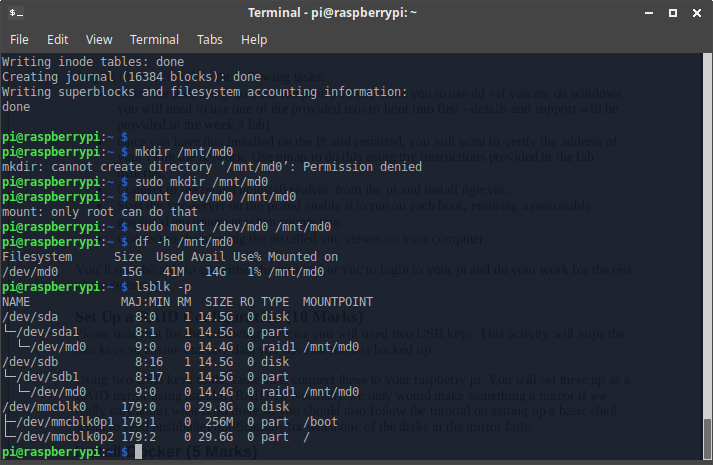 Terminal - pi@raspberrypi: ~
File Edit View Terminal Tabs Help
Writing inode tables: done
Creating journal (16384 blocks): done
Writing superblocks and filesystem accounting information:
done
pi@raspberrypi:~ $
pi@raspberrypi:~ $ mkdir /mnt/md0
mkdir: cannot create directory ‘/mnt/md0’: Permission denied
pi@raspberrypi:~ $ sudo mkdir /mnt/md0
pi@raspberrypi:~ $ mount /dev/md0 /mnt/md0
mount: only root can do that
pi@raspberrypi:~ $ sudo mount /dev/md0 /mnt/md0
pi@raspberrypi:~ $ df -h /mnt/md0
Filesystem      Size  Used Avail Use% Mounted on
/dev/md0         15G   41M   14G   1% /mnt/md0
pi@raspberrypi:~ $ lsblk -p
NAME             MAJ:MIN RM  SIZE RO TYPE  MOUNTPOINT
/dev/sda           8:0    1 14.5G  0 disk
└─/dev/sda1        8:1    1 14.5G  0 part
  └─/dev/md0       9:0    0 14.4G  0 raid1 /mnt/md0
/dev/sdb           8:16   1 14.5G  0 disk
└─/dev/sdb1        8:17   1 14.5G  0 part
  └─/dev/md0       9:0    0 14.4G  0 raid1 /mnt/md0
/dev/mmcblk0     179:0    0 29.8G  0 disk
├─/dev/mmcblk0p1 179:1    0  256M  0 part  /boot
└─/dev/mmcblk0p2 179:2    0 29.6G  0 part  /
pi@raspberrypi:~ $